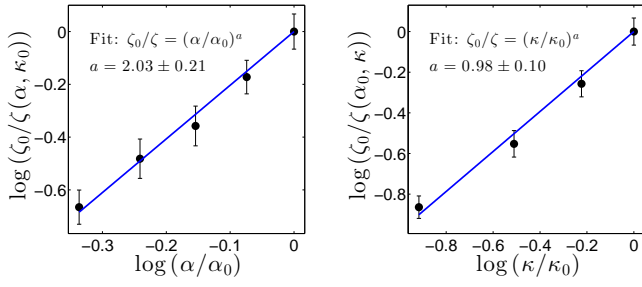 log (ζ₀/ζ(α, κ₀))
0
−0.2
−0.4
−0.6
Fit: ζ₀/ζ = (α/α₀)ᵃ
a = 2.03 ± 0.21
−0.3 −0.2 −0.1 0
log (α/α₀)
log (ζ₀/ζ(α₀, κ))
0
−0.2
−0.4
−0.6
−0.8
Fit: ζ₀/ζ = (κ/κ₀)ᵃ
a = 0.98 ± 0.10
−0.8 −0.6 −0.4 −0.2 0
log (κ/κ₀)